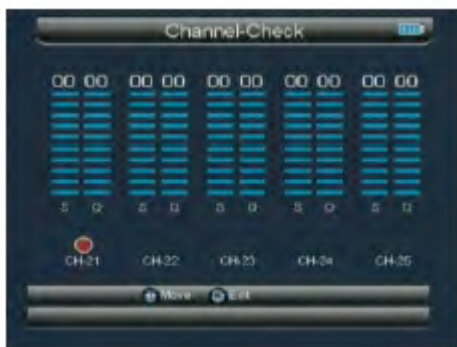 Channel-Check
00 00 00 00 00 00 00 00 00 00
S Q S Q S Q S Q S Q
CH-21 CH-22 CH-23 CH-24 CH-25
Move Exit